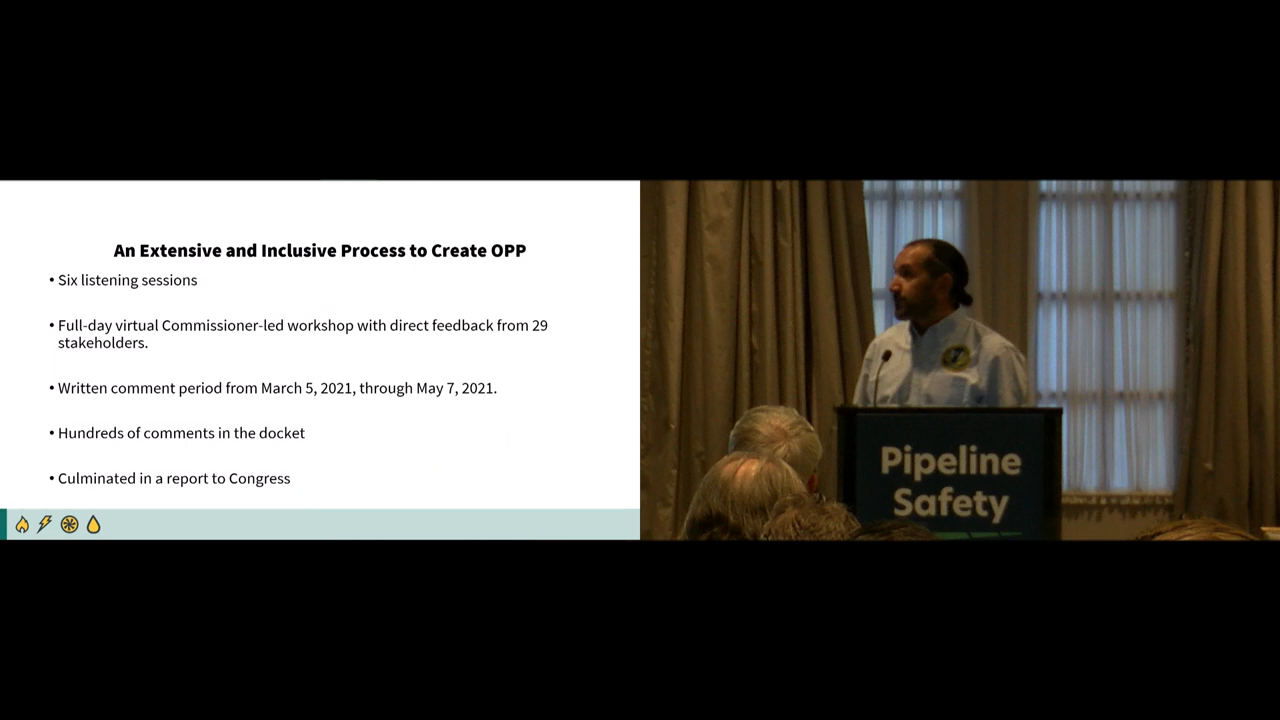 An Extensive and Inclusive Process to Create OPP
• Six listening sessions
• Full-day virtual Commissioner-led workshop with direct feedback from 29
stakeholders.
• Written comment period from March 5, 2021, through May 7, 2021.
• Hundreds of comments in the docket
• Culminated in a report to Congress
Pipeline
Safety